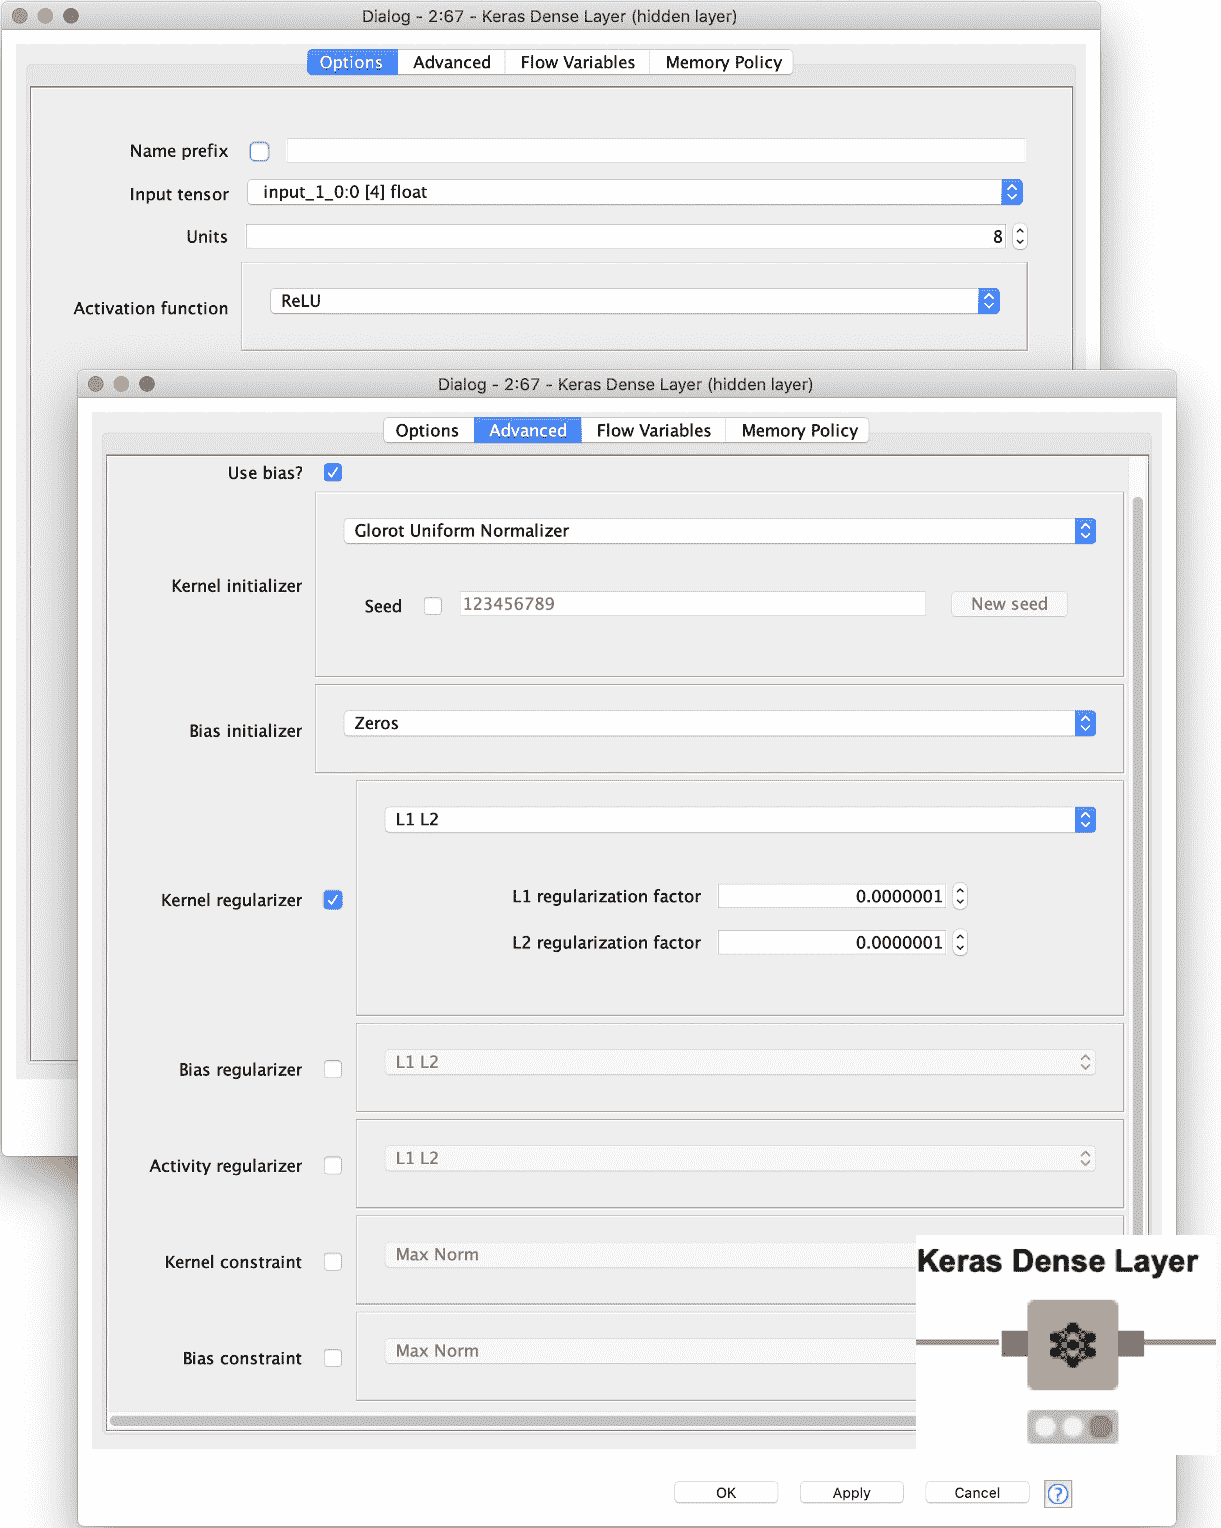 Dialog - 2:67 - Keras Dense Layer (hidden layer)
Options Advanced Flow Variables Memory Policy
Name prefix
Input tensor input_1_0:0 [4] float
Units 8
Activation function ReLU
Dialog - 2:67 - Keras Dense Layer (hidden layer)
Options Advanced Flow Variables Memory Policy
Use bias?
Glorot Uniform Normalizer
Kernel initializer
Seed 123456789 New seed
Bias initializer Zeros
L1 L2
Kernel regularizer
L1 regularization factor 0.0000001
L2 regularization factor 0.0000001
Bias regularizer L1 L2
Activity regularizer L1 L2
Kernel constraint Max Norm
Keras Dense Layer
Bias constraint Max Norm
OK Apply Cancel ?